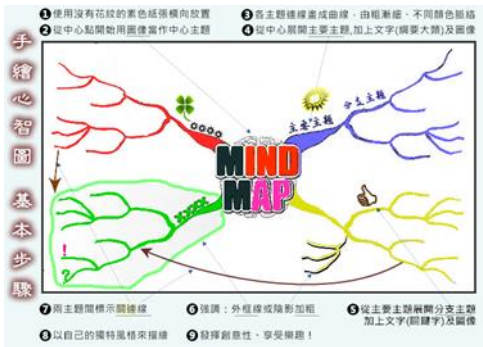 手繪心智圖 基本步驟
❶使用沒有花紋的素色紙張橫向放置
❷從中心點開始用圖像當作中心主題
❸各主題連線畫成曲線，由粗漸細、不同顏色脈絡
❹從中心展開主要主題,加上文字(綱要大類)及圖像
主要主題
分支主題
MIND
MAP
!
?
❼兩主題間標示關連線
❻強調：外框線或陰影加粗
❺從主要主題展開分支主題
加上文字(關鍵字)及圖像
❽以自己的獨特風格來描繪
❾發揮創意性、享受樂趣！